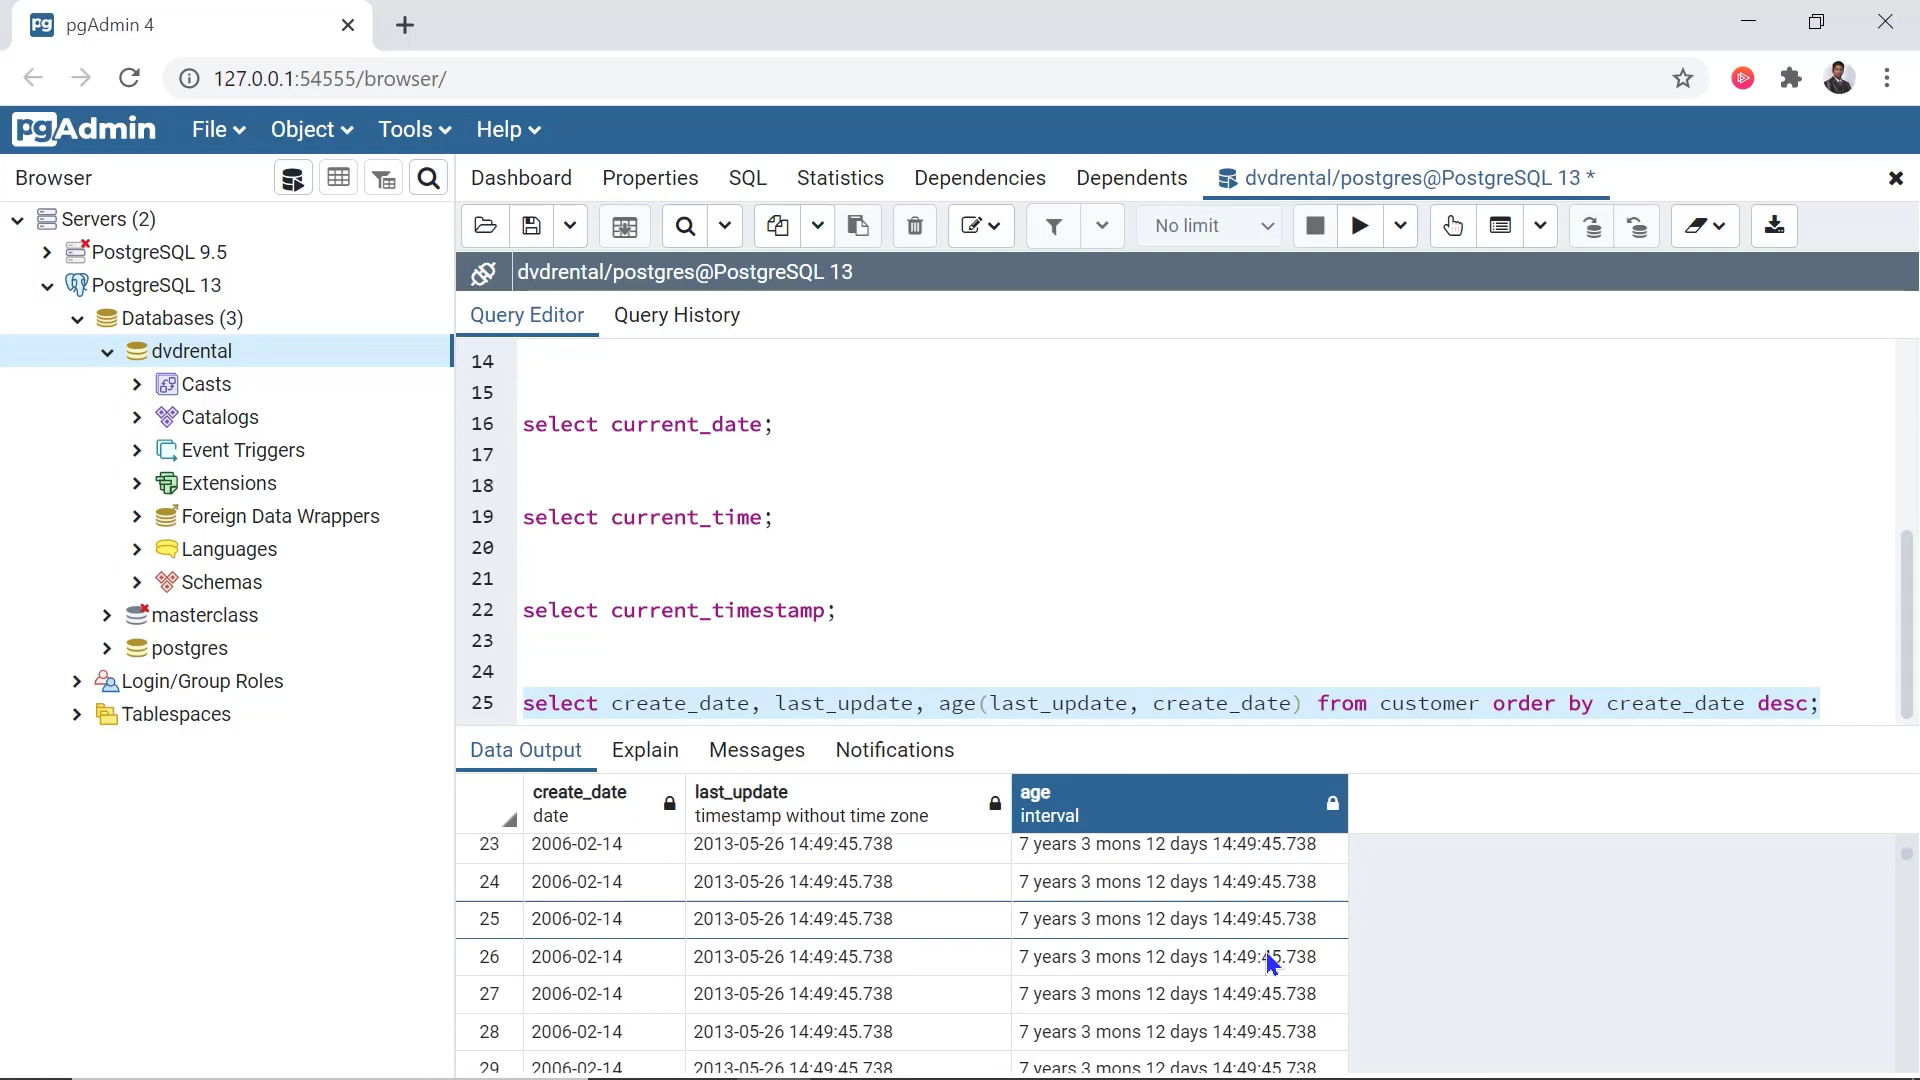 pgAdmin 4
127.0.0.1:54555/browser/
pgAdmin File Object Tools Help
Browser
Dashboard Properties SQL Statistics Dependencies Dependents dvdrental/postgres@PostgreSQL 13 *
No limit
Servers (2)
PostgreSQL 9.5
PostgreSQL 13
Databases (3)
dvdrental
Casts
Catalogs
Event Triggers
Extensions
Foreign Data Wrappers
Languages
Schemas
masterclass
postgres
Login/Group Roles
Tablespaces
dvdrental/postgres@PostgreSQL 13
Query Editor Query History
14
15
16 select current_date;
17
18
19 select current_time;
20
21
22 select current_timestamp;
23
24
25 select create_date, last_update, age(last_update, create_date) from customer order by create_date desc;
Data Output Explain Messages Notifications
create_date last_update age
date timestamp without time zone interval
23 2006-02-14 2013-05-26 14:49:45.738 7 years 3 mons 12 days 14:49:45.738
24 2006-02-14 2013-05-26 14:49:45.738 7 years 3 mons 12 days 14:49:45.738
25 2006-02-14 2013-05-26 14:49:45.738 7 years 3 mons 12 days 14:49:45.738
26 2006-02-14 2013-05-26 14:49:45.738 7 years 3 mons 12 days 14:49:45.738
27 2006-02-14 2013-05-26 14:49:45.738 7 years 3 mons 12 days 14:49:45.738
28 2006-02-14 2013-05-26 14:49:45.738 7 years 3 mons 12 days 14:49:45.738
29 2006-02-14 2013-05-26 14:49:45.738 7 years 3 mons 12 days 14:49:45.738